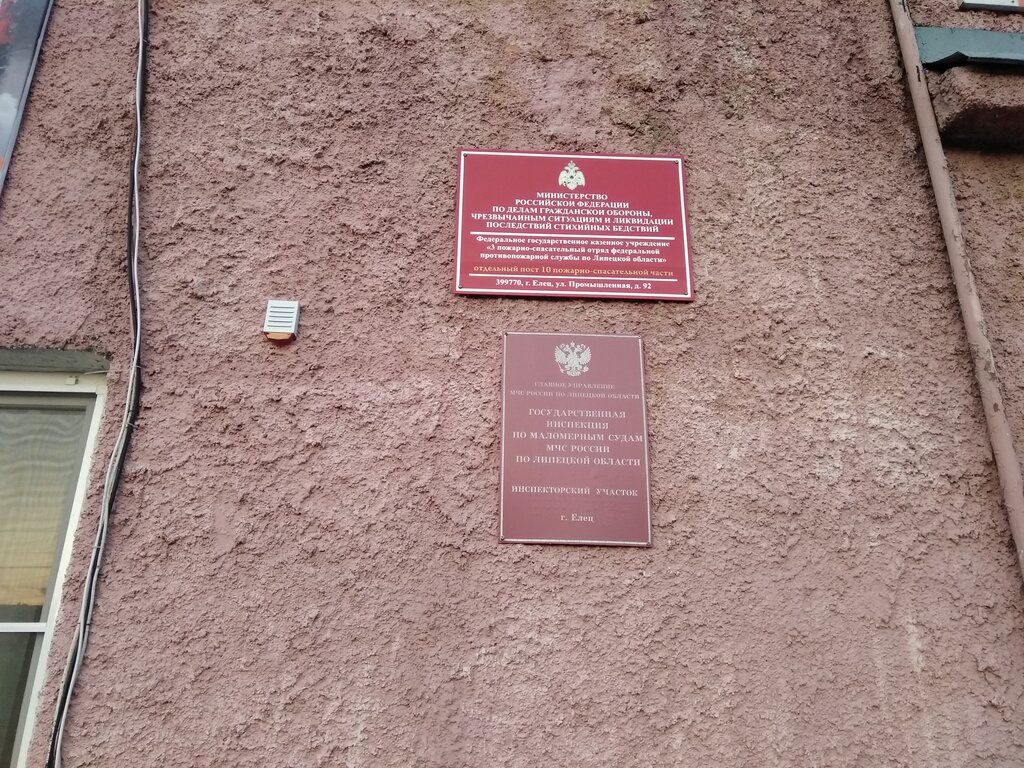 МИНИСТЕРСТВО
РОССИЙСКОЙ ФЕДЕРАЦИИ
ПО ДЕЛАМ ГРАЖДАНСКОЙ ОБОРОНЫ,
ЧРЕЗВЫЧАЙНЫМ СИТУАЦИЯМ И ЛИКВИДАЦИИ
ПОСЛЕДСТВИЙ СТИХИЙНЫХ БЕДСТВИЙ
Федеральное государственное казенное учреждение
«3 пожарно-спасательный отряд федеральной
противопожарной службы по Липецкой области»
отдельный пост 10 пожарно-спасательной части
399770, г. Елец, ул. Промышленная, д. 92
ГЛАВНОЕ УПРАВЛЕНИЕ
МЧС РОССИИ ПО ЛИПЕЦКОЙ ОБЛАСТИ
ГОСУДАРСТВЕННАЯ
ИНСПЕКЦИЯ
ПО МАЛОМЕРНЫМ СУДАМ
МЧС РОССИИ
ПО ЛИПЕЦКОЙ ОБЛАСТИ
ИНСПЕКТОРСКИЙ УЧАСТОК
г. Елец